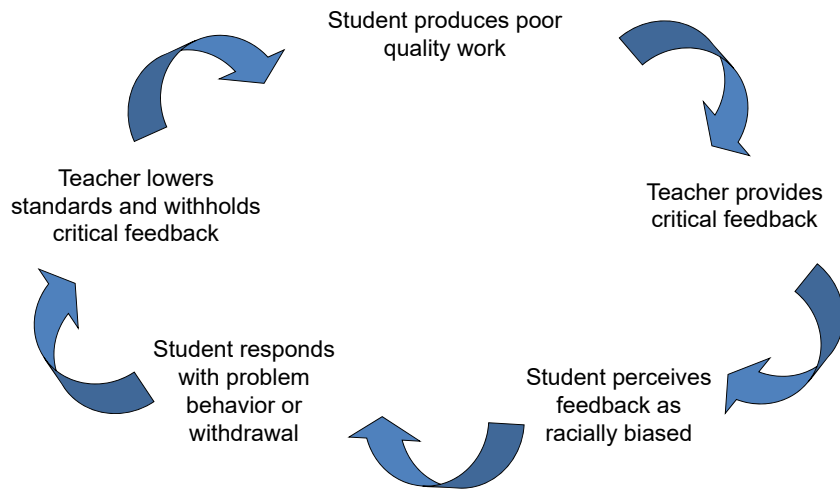 Student produces poor
quality work
Teacher provides
critical feedback
Student perceives
feedback as
racially biased
Student responds
with problem
behavior or
withdrawal
Teacher lowers
standards and withholds
critical feedback